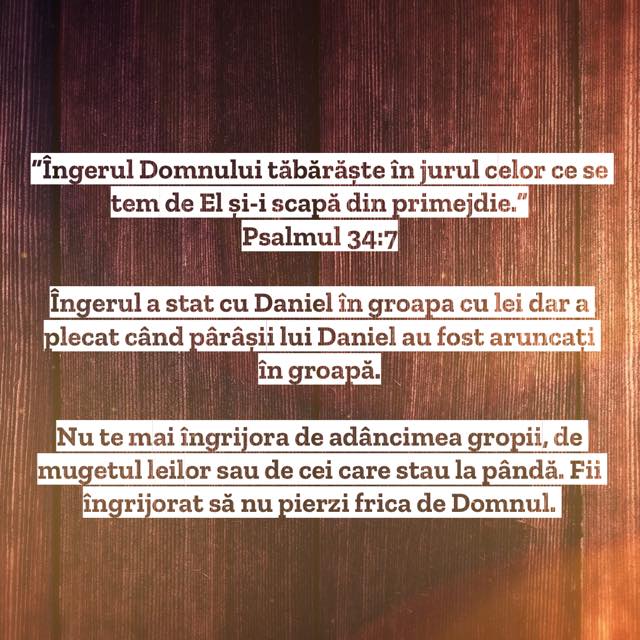 "Îngerul Domnului tăbărăște în jurul celor ce se
tem de El și-i scapă din primejdie."
Psalmul 34:7
Îngerul a stat cu Daniel în groapa cu lei dar a
plecat când pârâșii lui Daniel au fost aruncați
în groapă.
Nu te mai îngrijora de adâncimea gropii, de
mugetul leilor sau de cei care stau la pândă. Fii
îngrijorat să nu pierzi frica de Domnul.